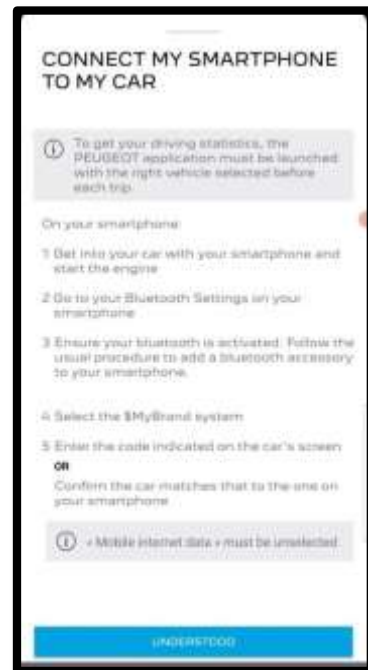 CONNECT MY SMARTPHONE
TO MY CAR
To get your driving statistics, the
PEUGEOT application must be launched
with the right vehicle selected before
each trip.
On your smartphone:
1 Get into your car with your smartphone and
start the engine
2 Go to your Bluetooth Settings on your
smartphone
3 Ensure your bluetooth is activated. Follow the
usual procedure to add a bluetooth accessory
to your smartphone.
4 Select the $MyBrand system
5 Enter the code indicated on the car's screen
OR
Confirm the car matches that to the one on
your smartphone
« Mobile internet data » must be unselected
UNDERSTOOD